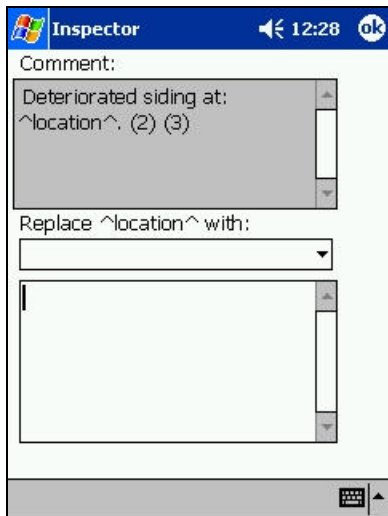 Inspector 12:28 ok
Comment:
Deteriorated siding at:
^location^. (2) (3)
Replace ^location^ with: